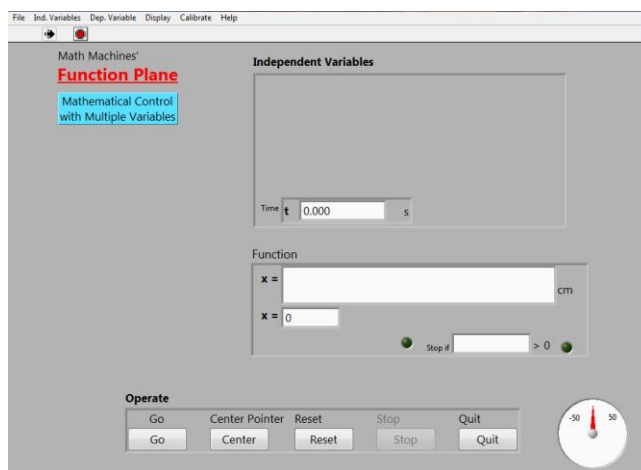 File Ind. Variables Dep. Variable Display Calibrate Help
Math Machines'
Function Plane
Mathematical Control
with Multiple Variables
Independent Variables
Time t 0.000 s
Function
x = cm
x = 0
Stop if > 0
Operate
Go Center Pointer Reset Stop Quit
Go Center Reset Stop Quit
-50 50